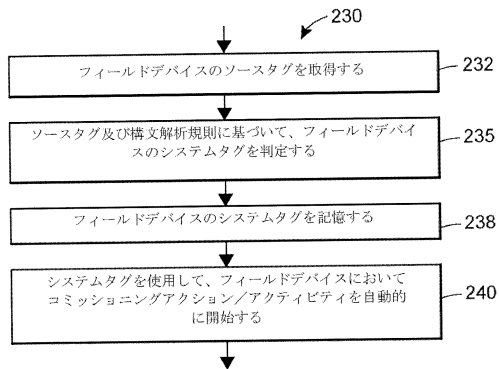 230
フィールドデバイスのソースタグを取得する
232
ソースタグ及び構文解析規則に基づいて、フィールドデバイ
スのシステムタグを判定する
235
フィールドデバイスのシステムタグを記憶する
238
システムタグを使用して、フィールドデバイスにおいて
コミッショニングアクション／アクティビティを自動的
に開始する
240